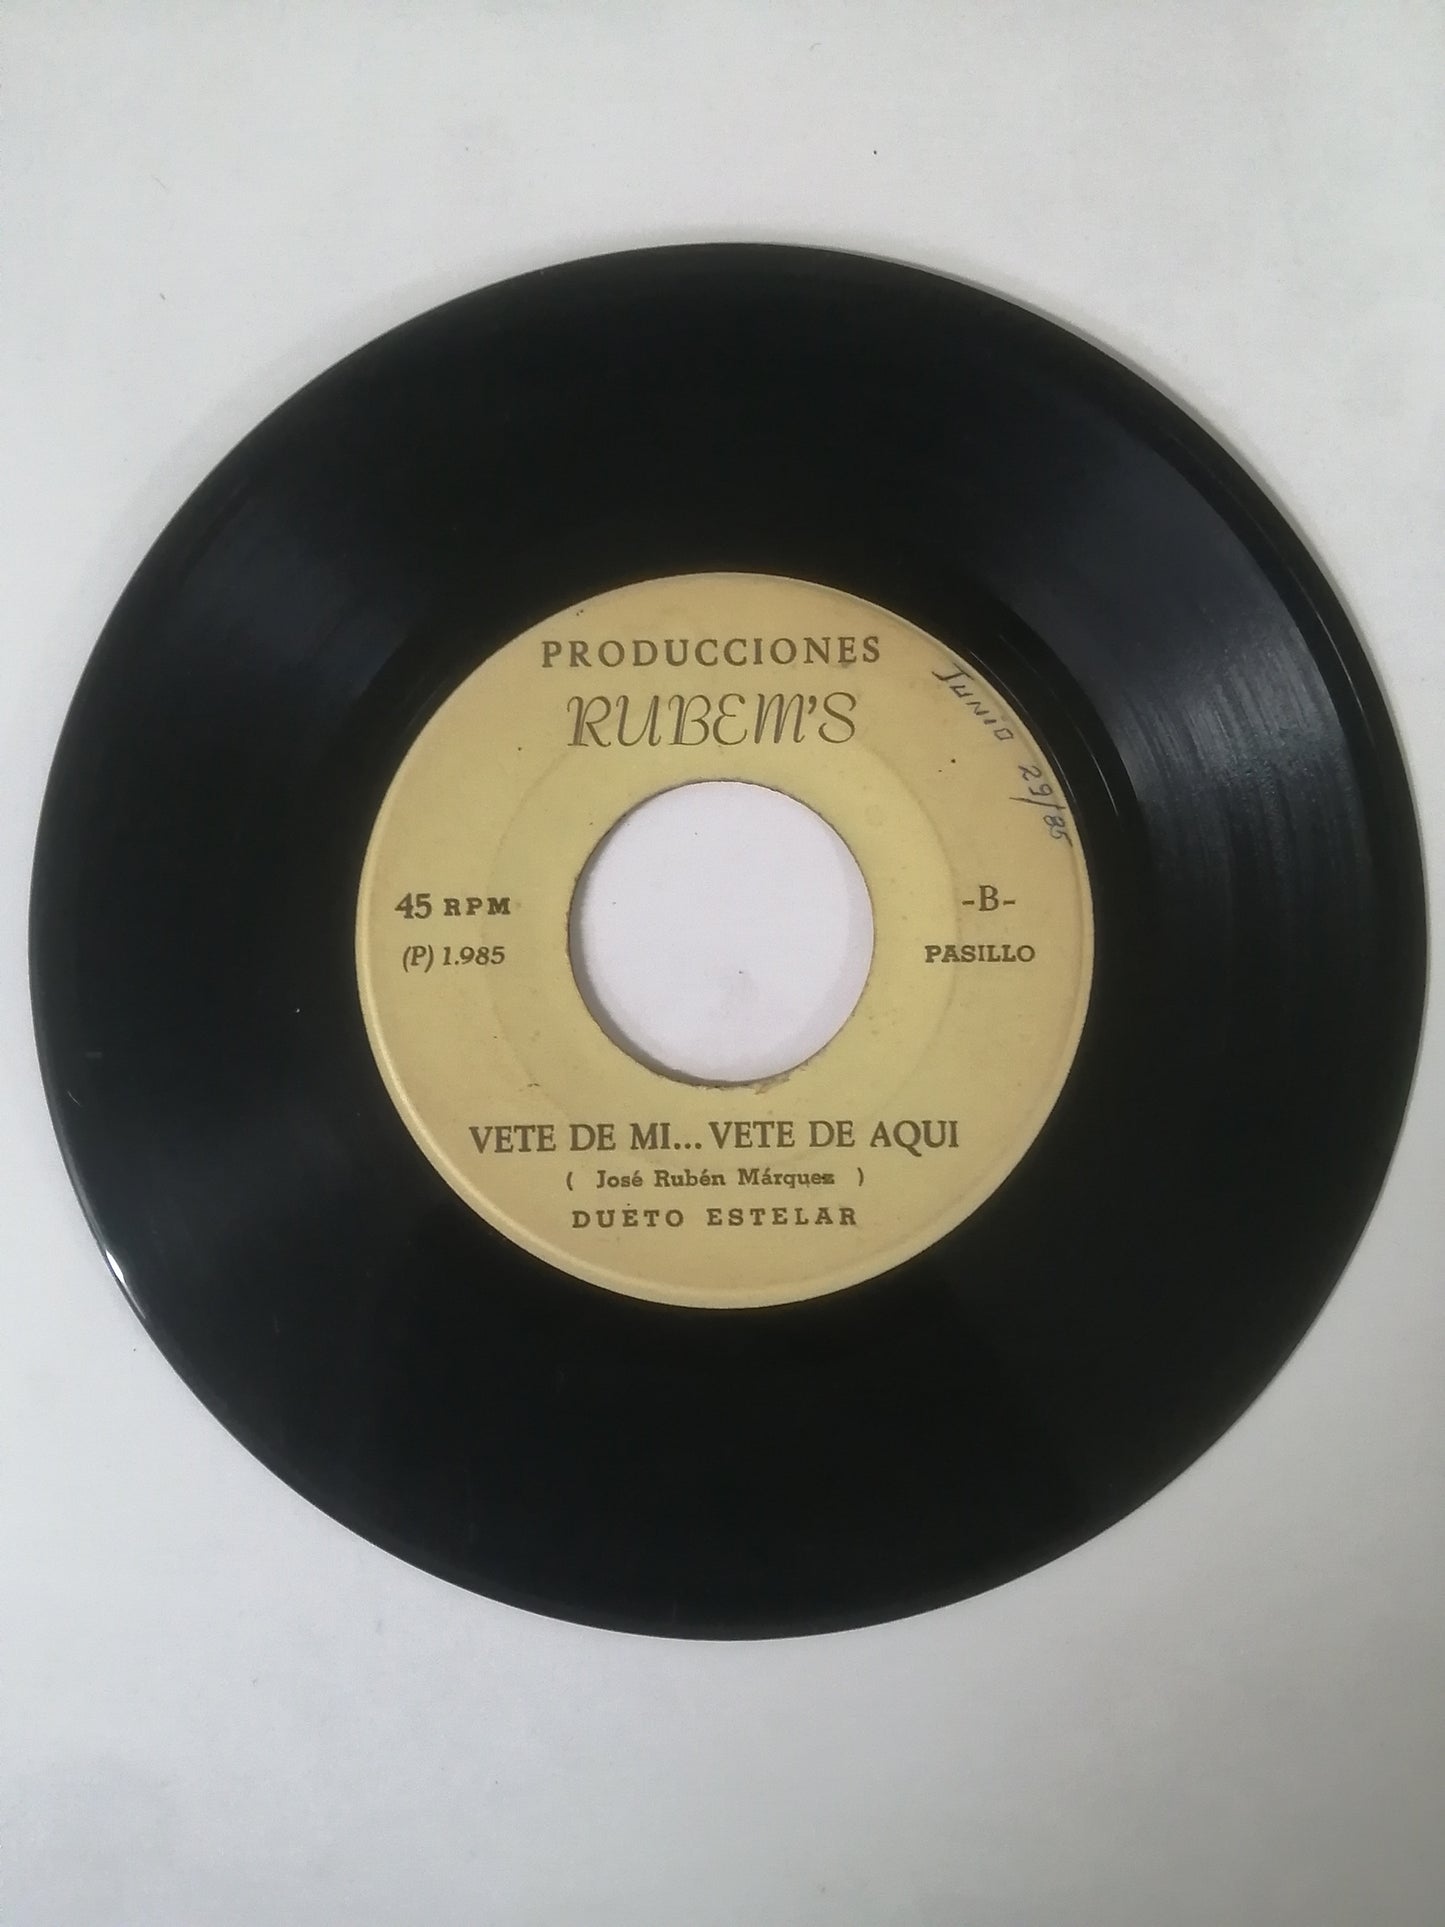 PRODUCCIONES
RUBEM'S
Junio 29/85
45 RPM
-B-
(P) 1.985
PASILLO
VETE DE MI... VETE DE AQUI
( José Rubén Márquez )
DUETO ESTELAR